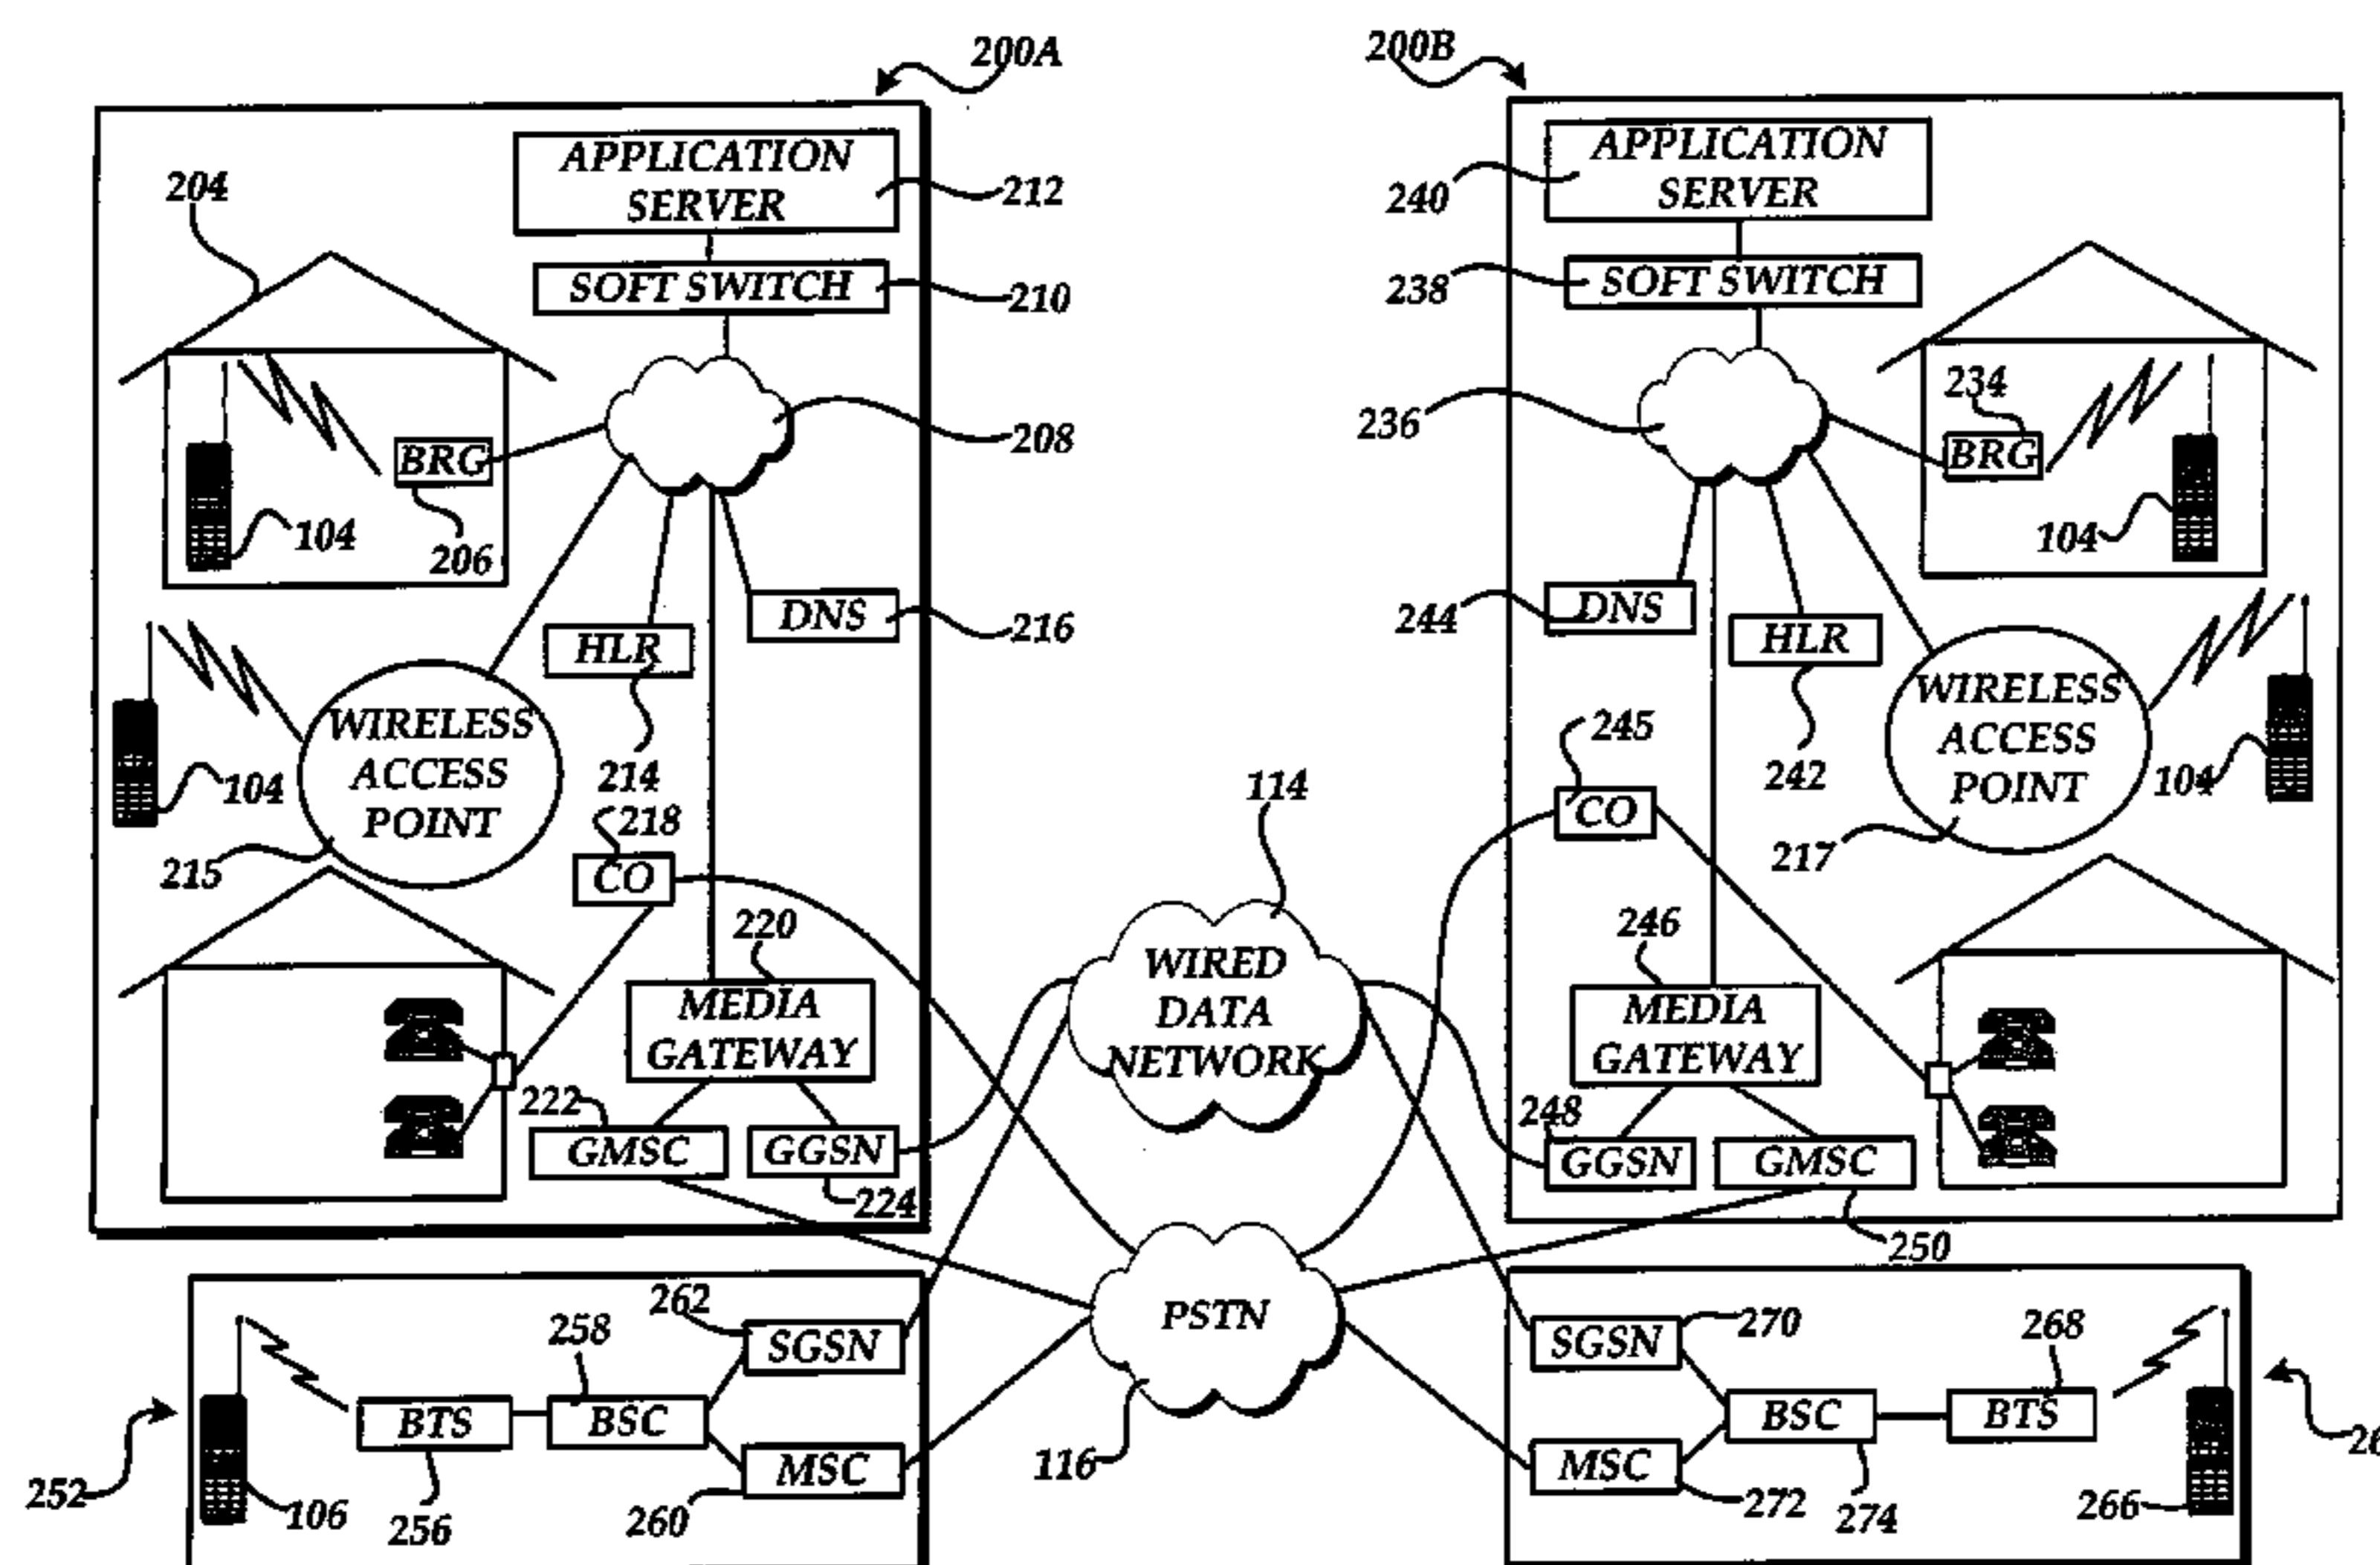 200A
200B
204
APPLICATION
SERVER
212
SOFT SWITCH
210
208
BRG
206
104
DNS
216
HLR
214
WIRELESS
ACCESS
POINT
104
215
218
CO
220
MEDIA
GATEWAY
222
GMSC
GGSN
224
APPLICATION
SERVER
240
SOFT SWITCH
238
236
234
BRG
104
DNS
244
HLR
242
WIRELESS
ACCESS
POINT
104
217
245
CO
246
MEDIA
GATEWAY
248
GGSN
GMSC
250
114
WIRED
DATA
NETWORK
PSTN
116
252
106
BTS
256
258
BSC
262
SGSN
MSC
260
SGSN
270
MSC
272
BSC
274
268
BTS
266